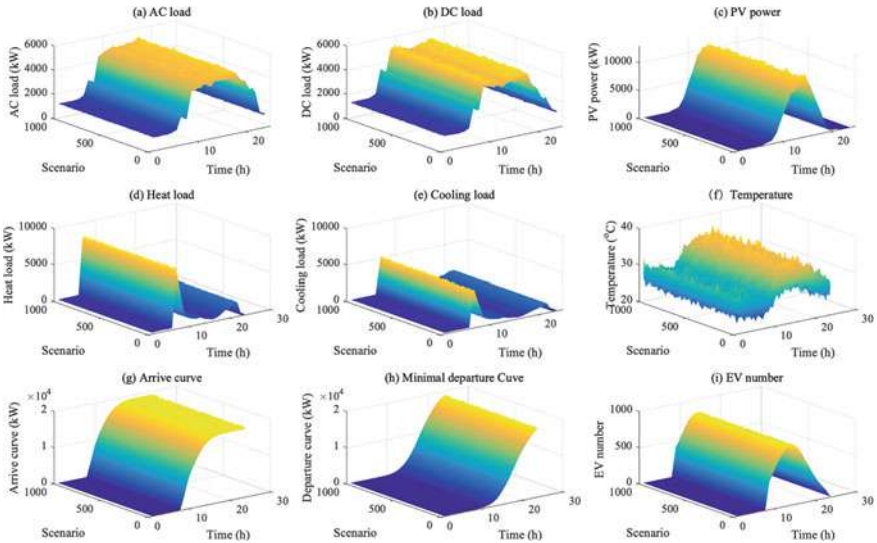 (a) AC load
(b) DC load
(c) PV power
AC load (kW)
6000
4000
2000
0
1000
500
0
Scenario
0
10
20
Time (h)
DC load (kW)
6000
4000
2000
0
1000
500
0
Scenario
0
10
20
Time (h)
PV power (kW)
10000
5000
0
1000
500
0
Scenario
0
10
20
Time (h)
(d) Heat load
(e) Cooling load
(f) Temperature
Heat load (kW)
10000
5000
0
1000
500
0
Scenario
0
10
20
30
Time (h)
Cooling load (kW)
10000
5000
0
1000
500
0
Scenario
0
10
20
30
Time (h)
Temperature (°C)
40
30
20
1000
500
0
Scenario
0
10
20
30
Time (h)
(g) Arrive curve
(h) Minimal departure Cuve
(i) EV number
Arrive curve (kW)
×10⁴
2
1
0
1000
500
0
Scenario
0
10
20
30
Time (h)
Departure curve (kW)
×10⁴
2
1
0
1000
500
0
Scenario
0
10
20
30
Time (h)
EV number
1000
500
0
1000
500
0
Scenario
0
10
20
30
Time (h)